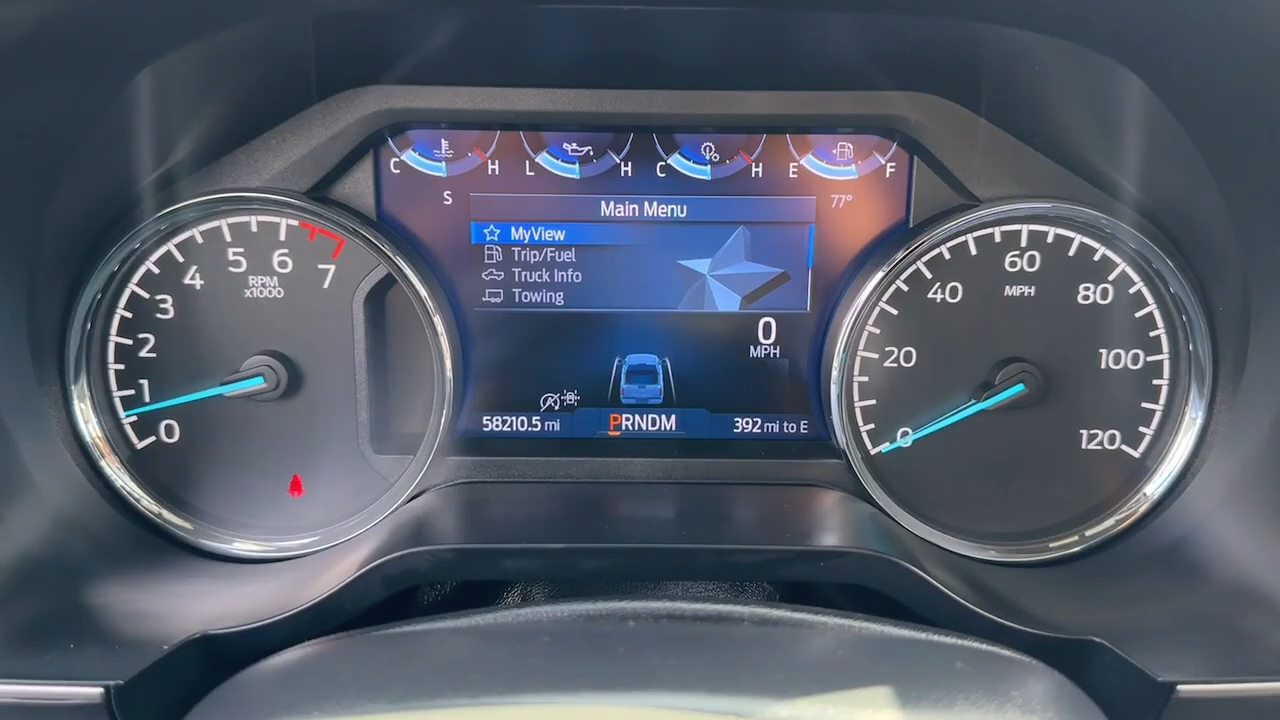 C H L H C H E F
S 77°
Main Menu
MyView
Trip/Fuel
Truck Info
Towing
0
MPH
58210.5 mi PRNDM 392 mi to E
0 1 2 3 4 5 6 7
RPM
x1000
0 20 40 60 80 100 120
MPH